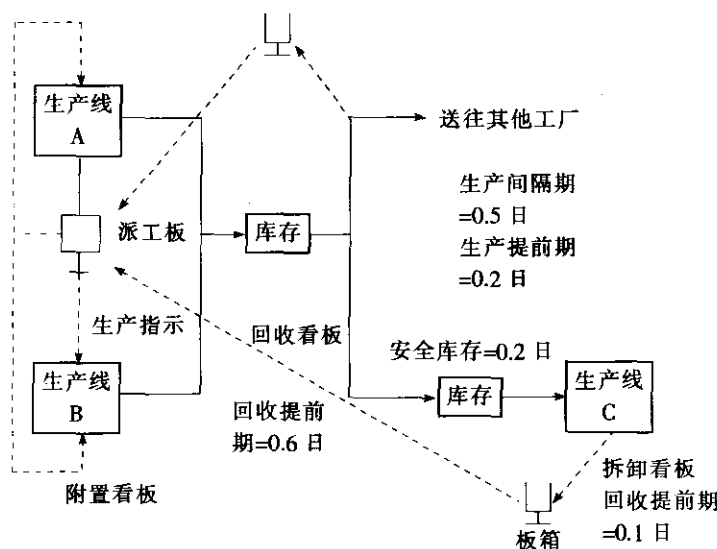 生产线
A
送往其他工厂
生产间隔期
=0.5 日
生产提前期
=0.2 日
派工板
库存
生产指示
回收看板
安全库存=0.2 日
生产线
B
回收提前
期=0.6 日
库存
生产线
C
附置看板
拆卸看板
回收提前期
=0.1 日
板箱